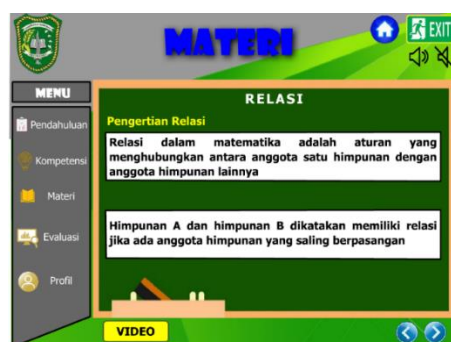 MATERI
EXIT
MENU
Pendahuluan
Kompetensi
Materi
Evaluasi
Profil
RELASI
Pengertian Relasi
Relasi dalam matematika adalah aturan yang
menghubungkan antara anggota satu himpunan dengan
anggota himpunan lainnya
Himpunan A dan himpunan B dikatakan memiliki relasi
jika ada anggota himpunan yang saling berpasangan
VIDEO